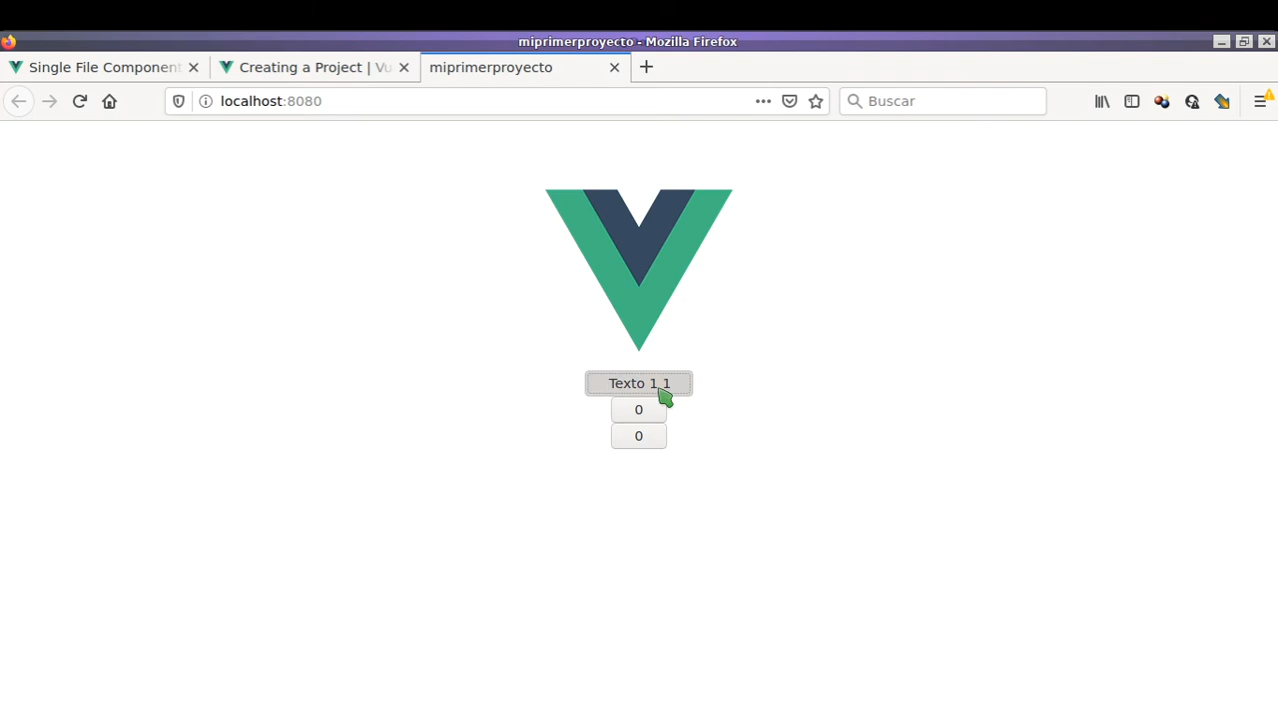 miprimerproyecto - Mozilla Firefox
Single File Component
Creating a Project | Vu
miprimerproyecto
localhost:8080
Buscar
Texto 1 1
0
0